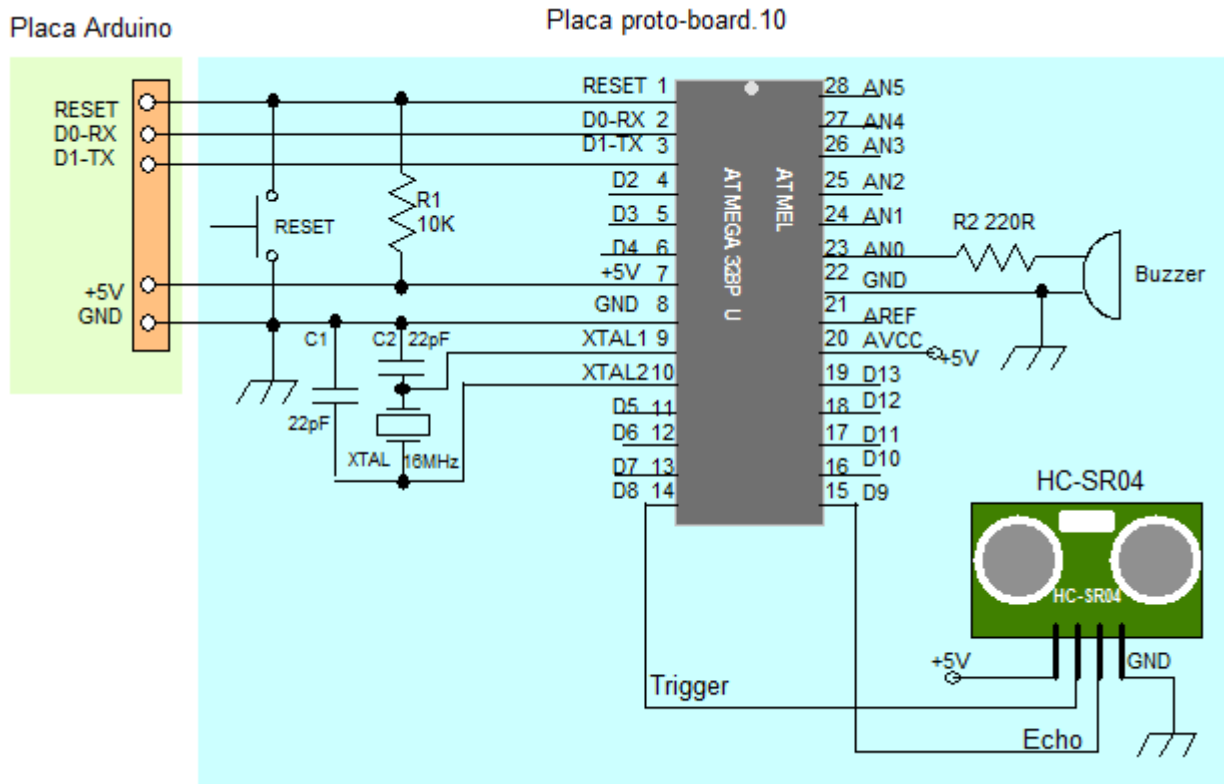 Placa Arduino
Placa proto-board.10
RESET
D0-RX
D1-TX
+5V
GND
RESET
R1
10K
C1
22pF
C2 22pF
XTAL 16MHz
RESET 1
D0-RX 2
D1-TX 3
D2 4
D3 5
D4 6
+5V 7
GND 8
XTAL1 9
XTAL2 10
D5 11
D6 12
D7 13
D8 14
ATMEL
ATMEGA 328P U
28 AN5
27 AN4
26 AN3
25 AN2
24 AN1
23 AN0
22 GND
21 AREF
20 AVCC
+5V
19 D13
18 D12
17 D11
16 D10
15 D9
R2 220R
Buzzer
HC-SR04
HC-SR04
+5V
GND
Trigger
Echo